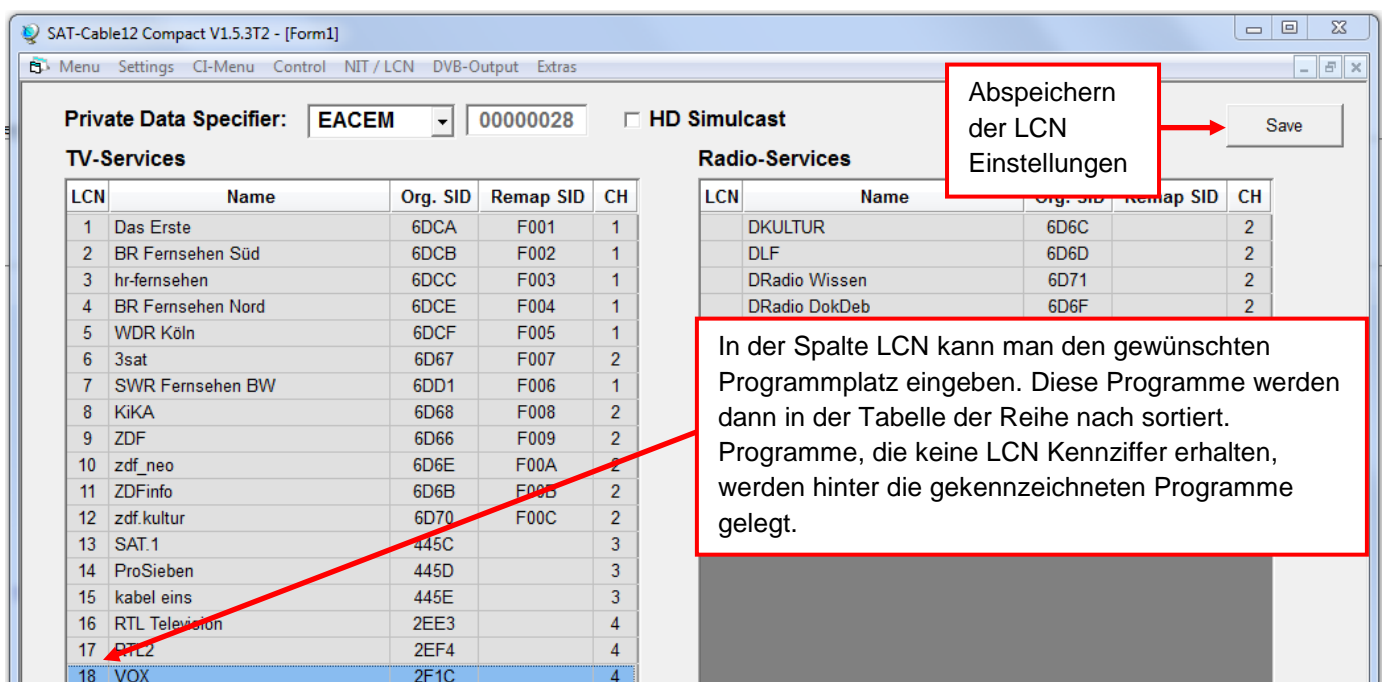 SAT-Cable12 Compact V1.5.3T2 - [Form1]
Menu Settings CI-Menu Control NIT / LCN DVB-Output Extras
Private Data Specifier: EACEM 00000028 HD Simulcast
Abspeichern
der LCN
Einstellungen
Save
TV-Services
LCN Name Org. SID Remap SID CH
1 Das Erste 6DCA F001 1
2 BR Fernsehen Süd 6DCB F002 1
3 hr-fernsehen 6DCC F003 1
4 BR Fernsehen Nord 6DCE F004 1
5 WDR Köln 6DCF F005 1
6 3sat 6D67 F007 2
7 SWR Fernsehen BW 6DD1 F006 1
8 KiKA 6D68 F008 2
9 ZDF 6D66 F009 2
10 zdf_neo 6D6E F00A 2
11 ZDFinfo 6D6B F00B 2
12 zdf.kultur 6D70 F00C 2
13 SAT.1 445C 3
14 ProSieben 445D 3
15 kabel eins 445E 3
16 RTL Television 2EE3 4
17 RTL2 2EF4 4
18 VOX 2F1C 4
Radio-Services
LCN Name Org. SID Remap SID CH
DKULTUR 6D6C 2
DLF 6D6D 2
DRadio Wissen 6D71 2
DRadio DokDeb 6D6F 2
In der Spalte LCN kann man den gewünschten
Programmplatz eingeben. Diese Programme werden
dann in der Tabelle der Reihe nach sortiert.
Programme, die keine LCN Kennziffer erhalten,
werden hinter die gekennzeichneten Programme
gelegt.